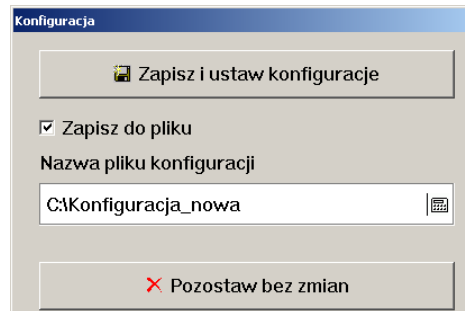 Konfiguracja
Zapisz i ustaw konfiguracje
Zapisz do pliku
Nazwa pliku konfiguracji
C:\Konfiguracja_nowa
Pozostaw bez zmian